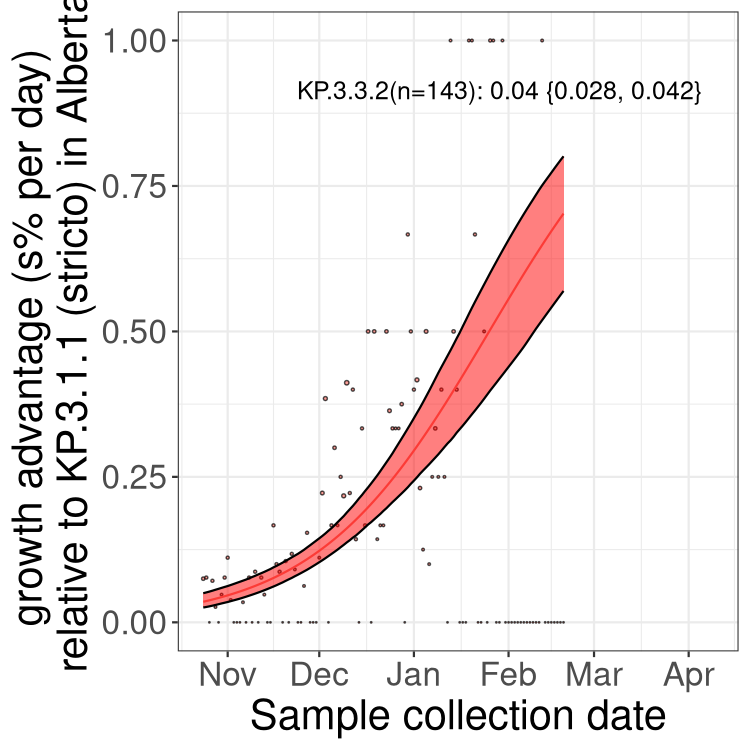 growth advantage (s% per day)
relative to KP.3.1.1 (stricto) in Alberta
1.00
0.75
0.50
0.25
0.00
KP.3.3.2(n=143): 0.04 {0.028, 0.042}
Nov Dec Jan Feb Mar Apr
Sample collection date